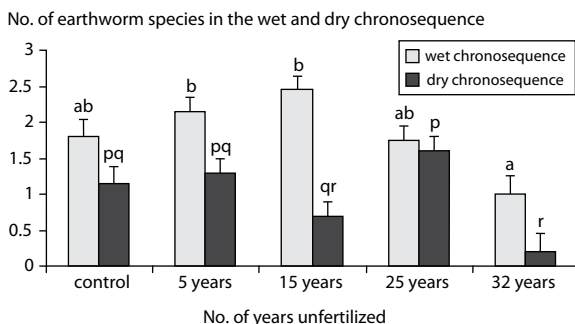 No. of earthworm species in the wet and dry chronosequence
3
2.5
2
1.5
1
0.5
0
wet chronosequence
dry chronosequence
ab
pq
b
pq
b
qr
ab
p
a
r
control
5 years
15 years
25 years
32 years
No. of years unfertilized